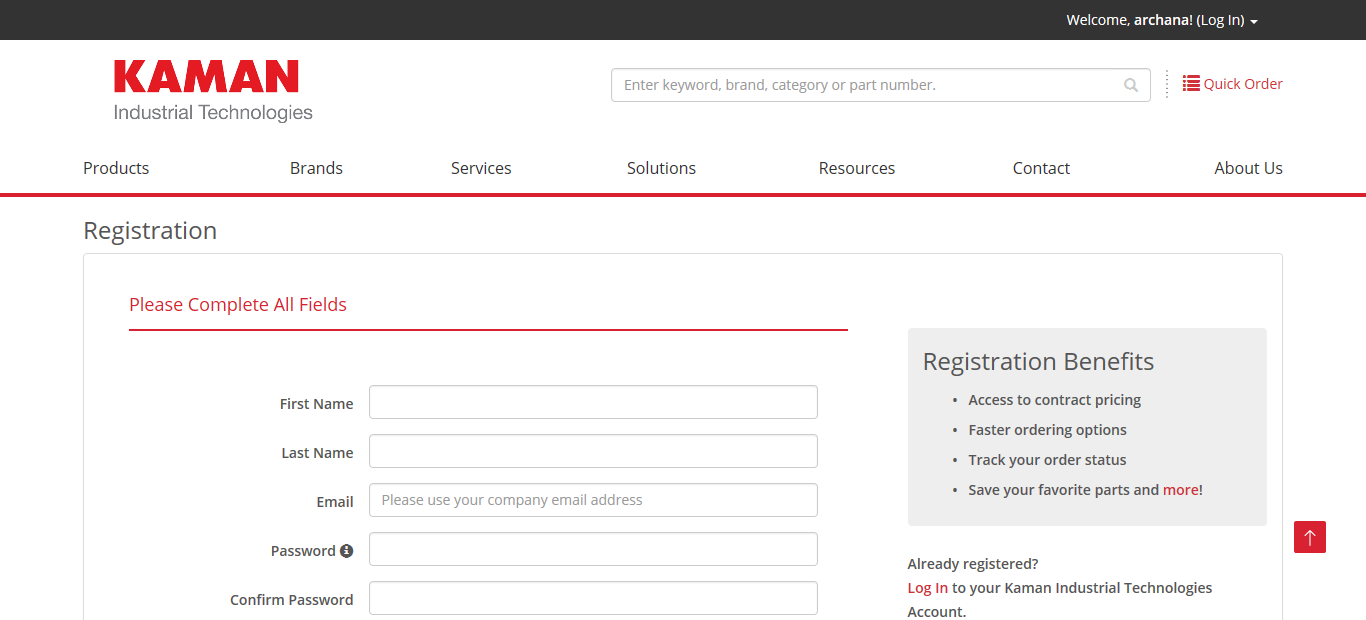 Welcome, archana! (Log In)
KAMAN
Industrial Technologies
Enter keyword, brand, category or part number.
Quick Order
Products Brands Services Solutions Resources Contact About Us
Registration
Please Complete All Fields
First Name
Last Name
Email Please use your company email address
Password
Confirm Password
Registration Benefits
• Access to contract pricing
• Faster ordering options
• Track your order status
• Save your favorite parts and more!
Already registered?
Log In to your Kaman Industrial Technologies
Account.